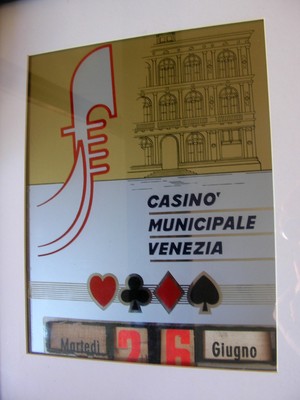 CASINO'
MUNICIPALE
VENEZIA
Martedì 26 Giugno